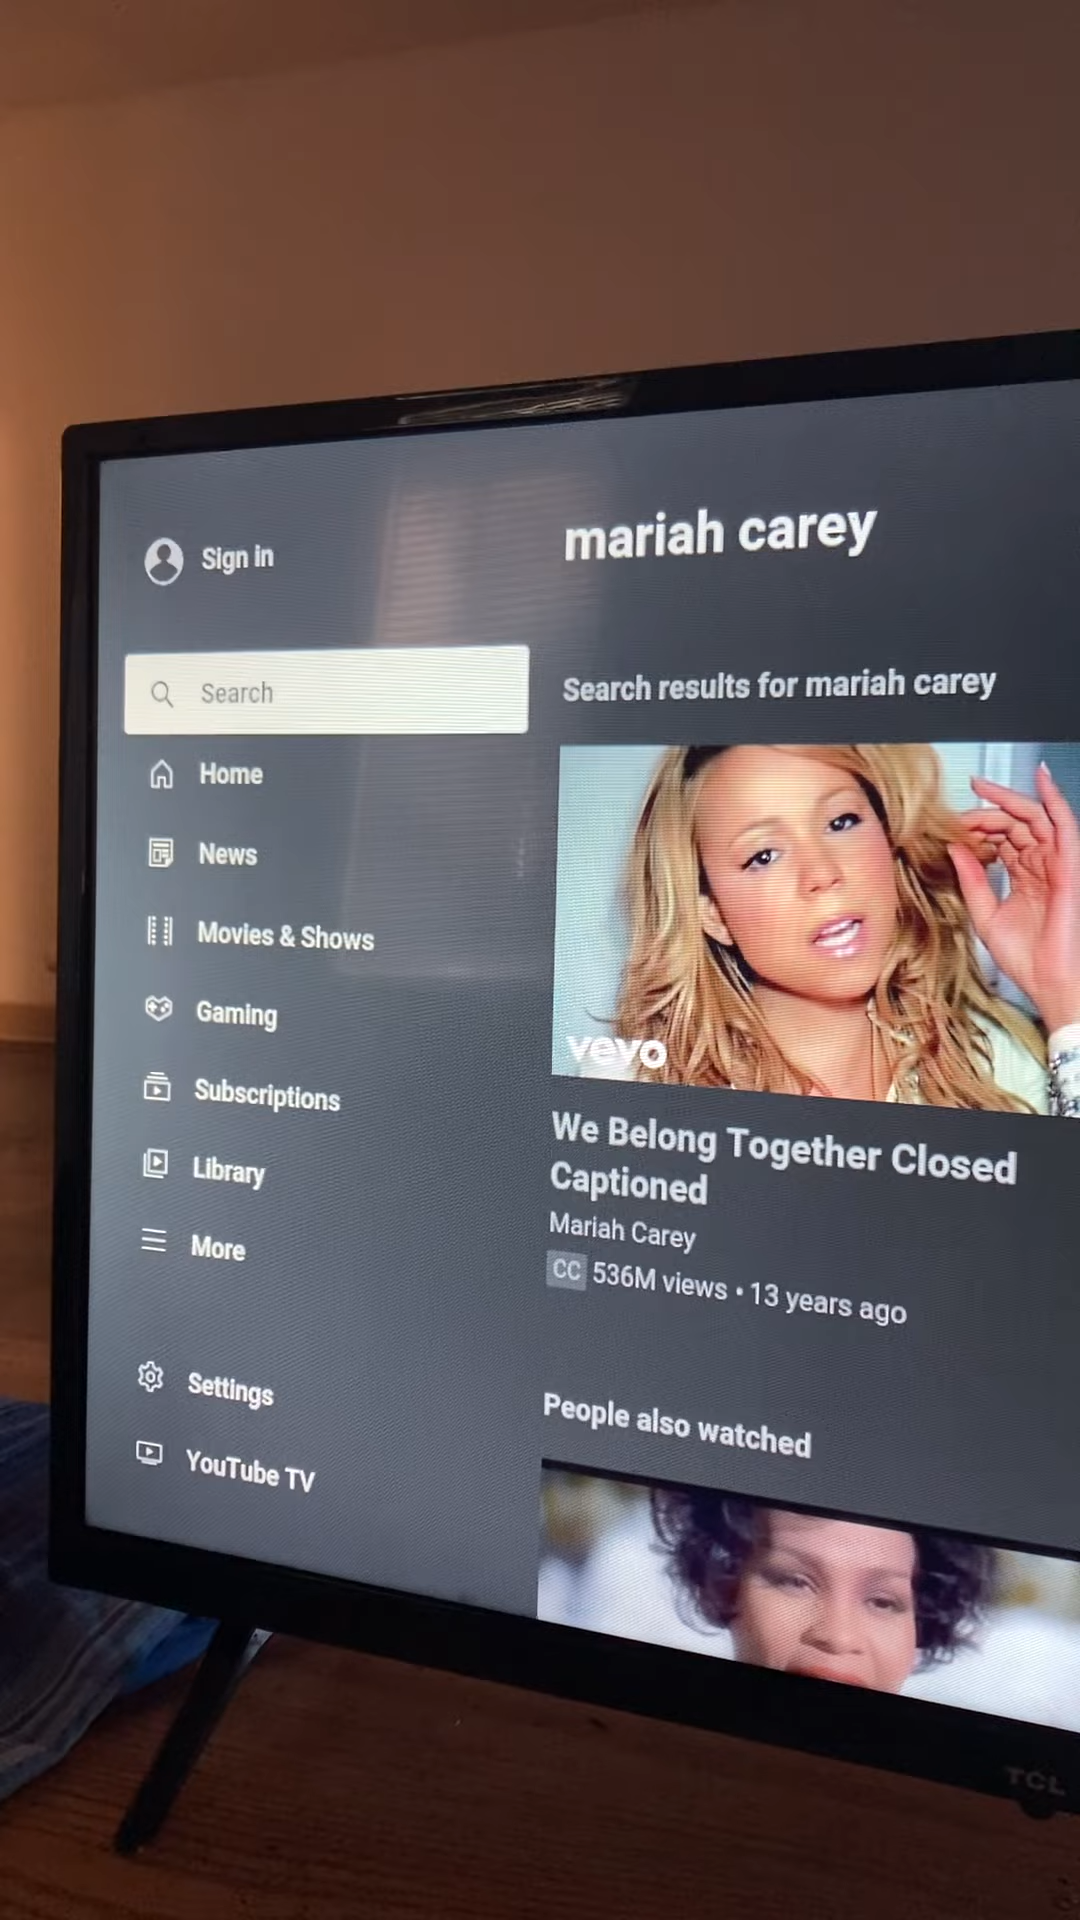 Sign in
Search
Home
News
Movies & Shows
Gaming
Subscriptions
Library
More
Settings
YouTube TV
mariah carey
Search results for mariah carey
vevo
We Belong Together Closed
Captioned
Mariah Carey
CC 536M views • 13 years ago
People also watched
TCL